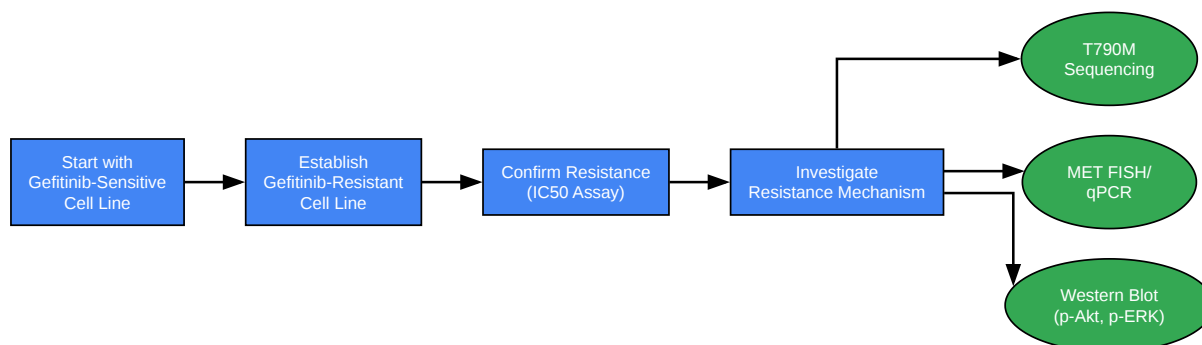 Start with
Gefitinib-Sensitive
Cell Line
Establish
Gefitinib-Resistant
Cell Line
Confirm Resistance
(IC50 Assay)
Investigate
Resistance Mechanism
T790M
Sequencing
MET FISH/
qPCR
Western Blot
(p-Akt, p-ERK)